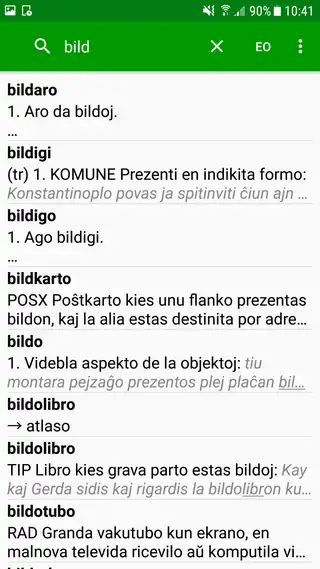 90% 10:41
bild EO
bildaro
1. Aro da bildoj.
…
bildigi
(tr) 1. KOMUNE Prezenti en indikita formo:
Konstantinoplo povas ja spitinviti ĉiun ajn …
bildigo
1. Ago bildigi.
…
bildkarto
POSX Poŝtkarto kies unu flanko prezentas
bildon, kaj la alia estas destinita por adre…
bildo
1. Videbla aspekto de la objektoj: tiu
montara pejzaĝo prezentos plej plaĉan bil…
bildolibro
→ atlaso
bildolibro
TIP Libro kies grava parto estas bildoj: Kay
kaj Gerda sidis kaj rigardis la bildolibron ku…
bildotubo
RAD Granda vakutubo kun ekrano, en
malnova televida ricevilo aŭ komputila vi…